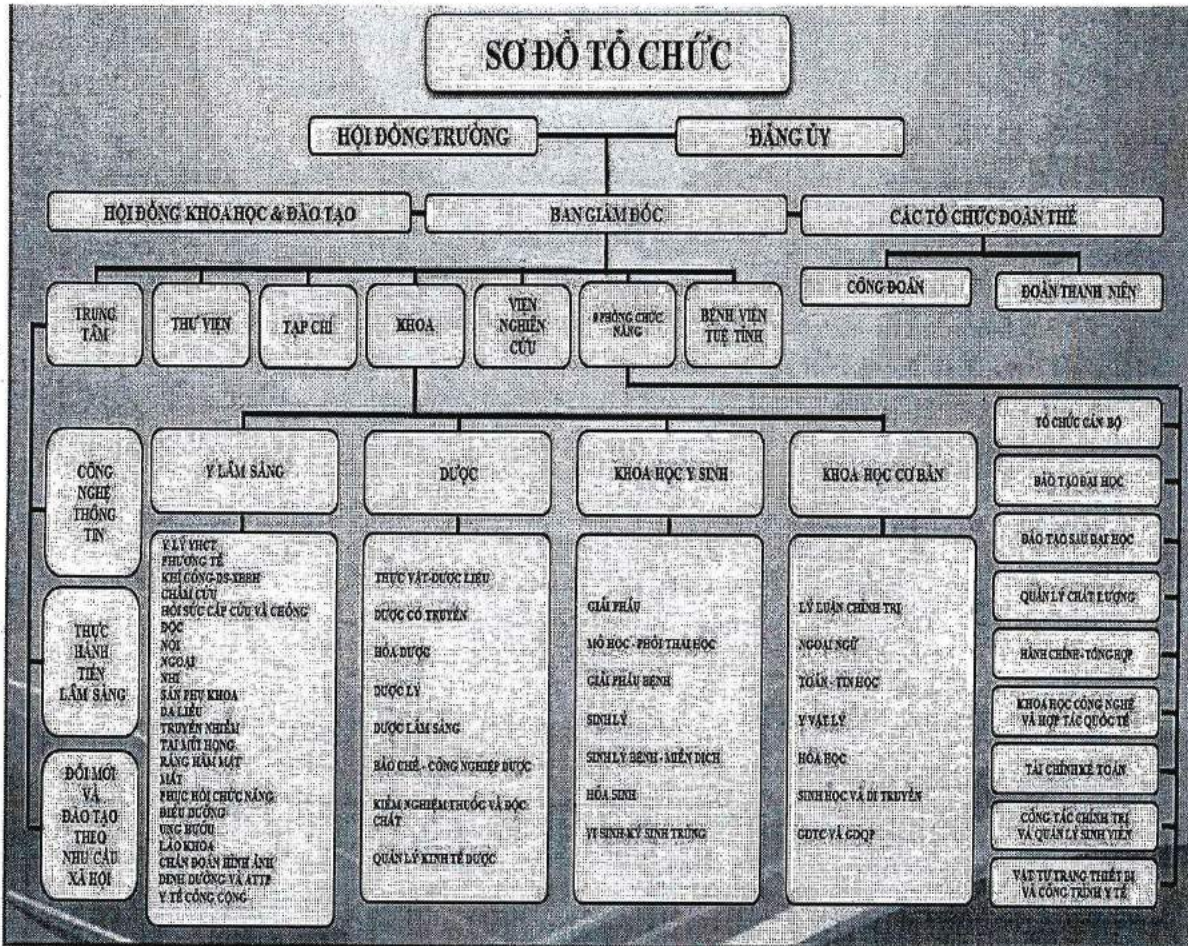 SƠ ĐỒ TỔ CHỨC
HỘI ĐỒNG TRƯỜNG
ĐẢNG ỦY
HỘI ĐỒNG KHOA HỌC & ĐÀO TẠO
BAN GIÁM ĐỐC
CÁC TỔ CHỨC ĐOÀN THỂ
CÔNG ĐOÀN
ĐOÀN THANH NIÊN
TRUNG
TÂM
THƯ VIỆN
TẠP CHÍ
KHOA
VIỆN
NGHIÊN
CỨU
9 PHÒNG CHỨC
NĂNG
BỆNH VIỆN
TUỆ TĨNH
CÔNG
NGHỆ
THÔNG
TIN
THỰC
HÀNH
TIỀN
LÂM SÀNG
ĐỔI MỚI
VÀ
ĐÀO TẠO
THEO
NHU CẦU
XÃ HỘI
Y LÂM SÀNG
Y LÝ YHCT
PHƯƠNG TỄ
KHÍ CÔNG-DS-XBBH
CHÂM CỨU
HỒI SỨC CẤP CỨU VÀ CHỐNG
ĐỘC
NỘI
NGOẠI
NHI
SẢN PHỤ KHOA
DA LIỄU
TRUYỀN NHIỄM
TAI MŨI HỌNG
RĂNG HÀM MẶT
MẮT
PHỤC HỒI CHỨC NĂNG
ĐIỀU DƯỠNG
UNG BƯỚU
LÃO KHOA
CHẨN ĐOÁN HÌNH ẢNH
DINH DƯỠNG VÀ ATTP
Y TẾ CÔNG CỘNG
DƯỢC
THỰC VẬT-DƯỢC LIỆU
DƯỢC CỔ TRUYỀN
HÓA DƯỢC
DƯỢC LÝ
DƯỢC LÂM SÀNG
BÀO CHẾ - CÔNG NGHIỆP DƯỢC
KIỂM NGHIỆM THUỐC VÀ ĐỘC
CHẤT
QUẢN LÝ KINH TẾ DƯỢC
KHOA HỌC Y SINH
GIẢI PHẪU
MÔ HỌC - PHÔI THAI HỌC
GIẢI PHẪU BỆNH
SINH LÝ
SINH LÝ BỆNH - MIỄN DỊCH
HÓA SINH
VI SINH-KÝ SINH TRÙNG
KHOA HỌC CƠ BẢN
LÝ LUẬN CHÍNH TRỊ
NGOẠI NGỮ
TOÁN - TIN HỌC
Y VẬT LÝ
HÓA HỌC
SINH HỌC VÀ DI TRUYỀN
GDTC VÀ GDQP
TỔ CHỨC CÁN BỘ
ĐÀO TẠO ĐẠI HỌC
ĐÀO TẠO SAU ĐẠI HỌC
QUẢN LÝ CHẤT LƯỢNG
HÀNH CHÍNH - TỔNG HỢP
KHOA HỌC CÔNG NGHỆ
VÀ HỢP TÁC QUỐC TẾ
TÀI CHÍNH KẾ TOÁN
CÔNG TÁC CHÍNH TRỊ
VÀ QUẢN LÝ SINH VIÊN
VẬT TƯ TRANG THIẾT BỊ
VÀ CÔNG TRÌNH Y TẾ